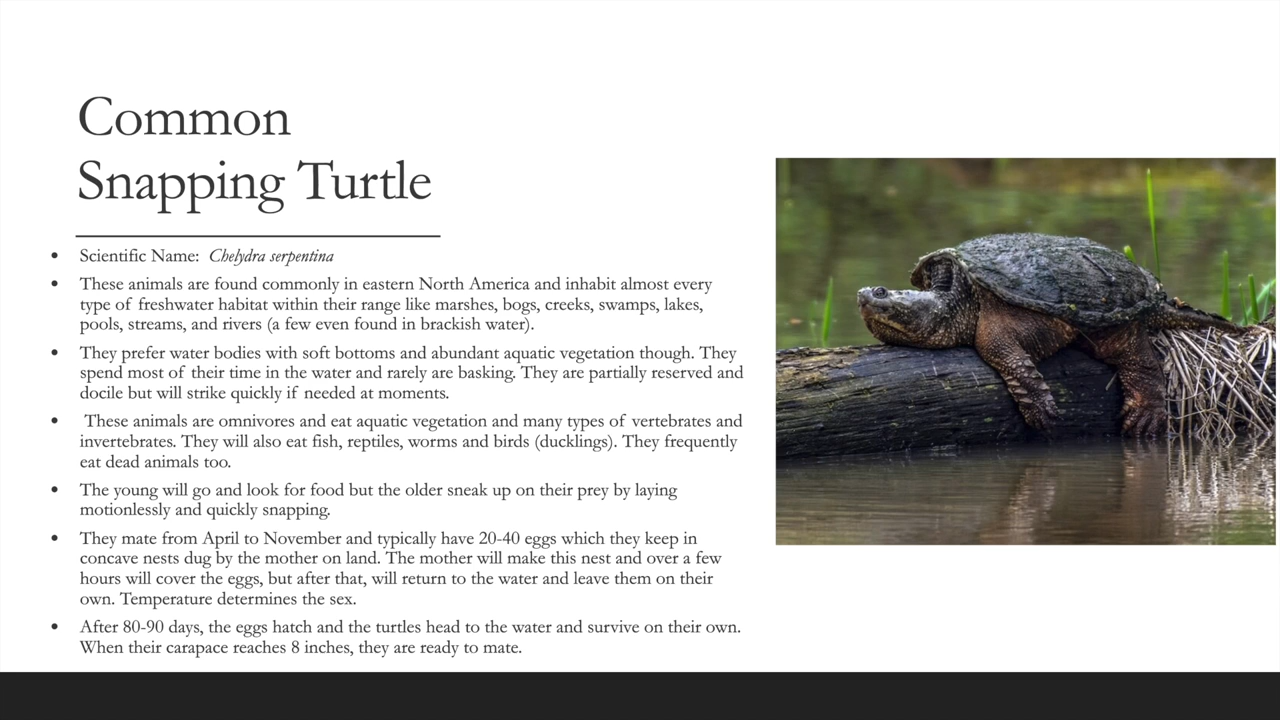 Common
Snapping Turtle
• Scientific Name: Chelydra serpentina
• These animals are found commonly in eastern North America and inhabit almost every
type of freshwater habitat within their range like marshes, bogs, creeks, swamps, lakes,
pools, streams, and rivers (a few even found in brackish water).
• They prefer water bodies with soft bottoms and abundant aquatic vegetation though. They
spend most of their time in the water and rarely are basking. They are partially reserved and
docile but will strike quickly if needed at moments.
• These animals are omnivores and eat aquatic vegetation and many types of vertebrates and
invertebrates. They will also eat fish, reptiles, worms and birds (ducklings). They frequently
eat dead animals too.
• The young will go and look for food but the older sneak up on their prey by laying
motionlessly and quickly snapping.
• They mate from April to November and typically have 20-40 eggs which they keep in
concave nests dug by the mother on land. The mother will make this nest and over a few
hours will cover the eggs, but after that, will return to the water and leave them on their
own. Temperature determines the sex.
• After 80-90 days, the eggs hatch and the turtles head to the water and survive on their own.
When their carapace reaches 8 inches, they are ready to mate.